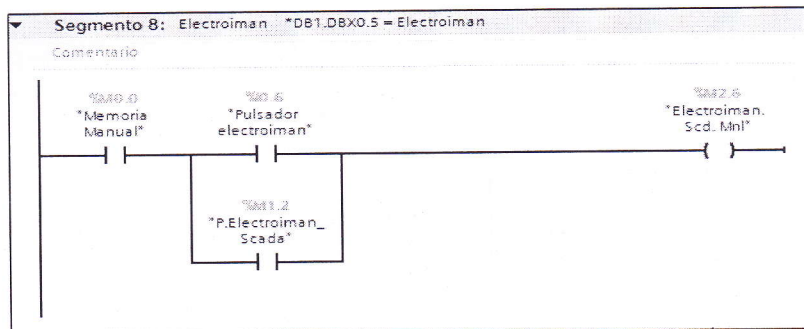 Segmento 8: Electroiman "DB1.DBX0.5 = Electroiman
Comentario
%M0.0
"Memoria
Manual"
%I0.6
"Pulsador
electroiman"
%M2.6
"Electroiman.
Scd. Mnl"
%M1.2
"P.Electroiman_
Scada"